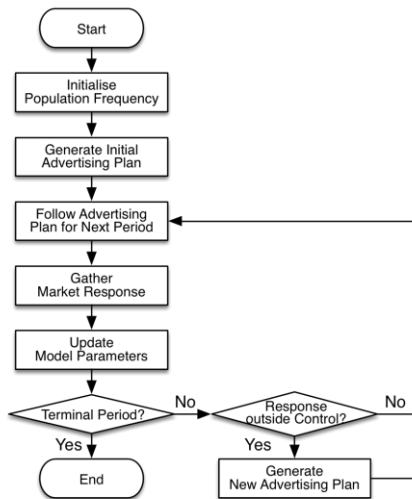 Start
Initialise
Population Frequency
Generate Initial
Advertising Plan
Follow Advertising
Plan for Next Period
Gather
Market Response
Update
Model Parameters
Terminal Period?
No
Response
outside Control?
No
Yes
Yes
End
Generate
New Advertising Plan